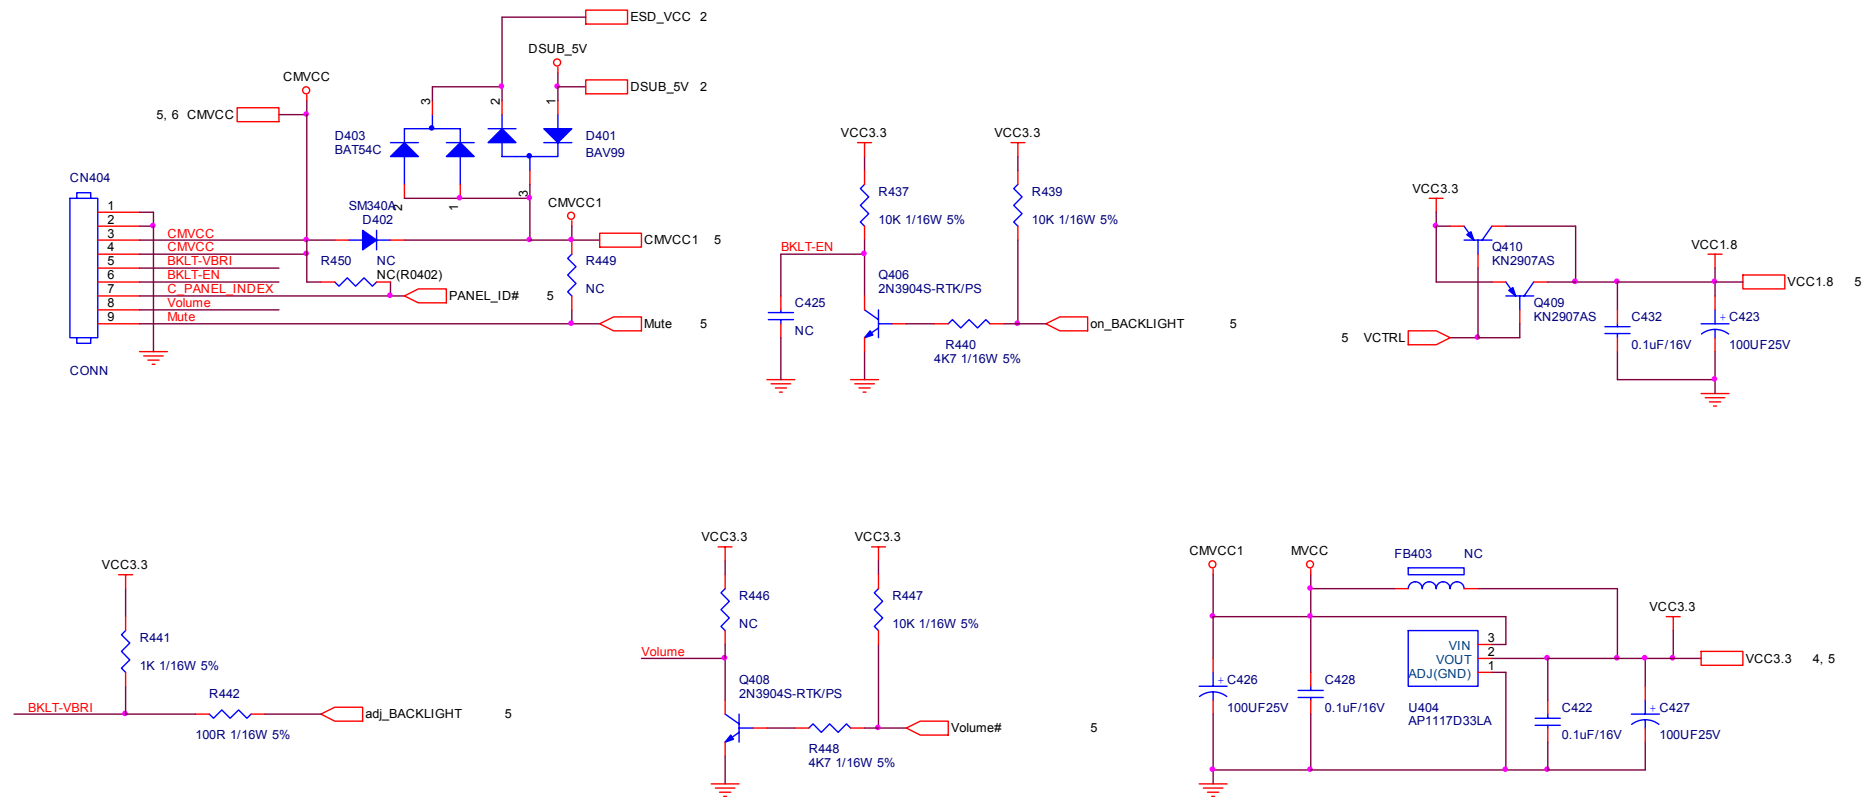 ESD_VCC 2
DSUB_5V
DSUB_5V 2
CMVCC
5, 6 CMVCC
3
2
1
D403
BAT54C
D401
BAV99
CN404
SM340A
D402
2
1
3
CMVCC1
1
2
3
4
5
6
7
8
9
CMVCC
CMVCC
BKLT-VBRI
BKLT-EN
C_PANEL_INDEX
Volume
Mute
R450
NC
NC(R0402)
CMVCC1 5
R449
NC
PANEL_ID# 5
Mute 5
CONN
VCC3.3
VCC3.3
R437
10K 1/16W 5%
R439
10K 1/16W 5%
BKLT-EN
Q406
2N3904S-RTK/PS
C425
NC
on_BACKLIGHT 5
R440
4K7 1/16W 5%
VCC3.3
Q410
KN2907AS
VCC1.8
VCC1.8 5
Q409
KN2907AS
5 VCTRL
C432
0.1uF/16V
+ C423
100UF25V
VCC3.3
R441
1K 1/16W 5%
R442
BKLT-VBRI
100R 1/16W 5%
adj_BACKLIGHT 5
VCC3.3
VCC3.3
R446
NC
R447
10K 1/16W 5%
Volume
Q408
2N3904S-RTK/PS
Volume# 5
R448
4K7 1/16W 5%
CMVCC1
MVCC
FB403 NC
VCC3.3
VIN 3
VOUT 2
ADJ(GND) 1
VCC3.3 4, 5
+ C426
100UF25V
C428
0.1uF/16V
U404
AP1117D33LA
C422
0.1uF/16V
+ C427
100UF25V